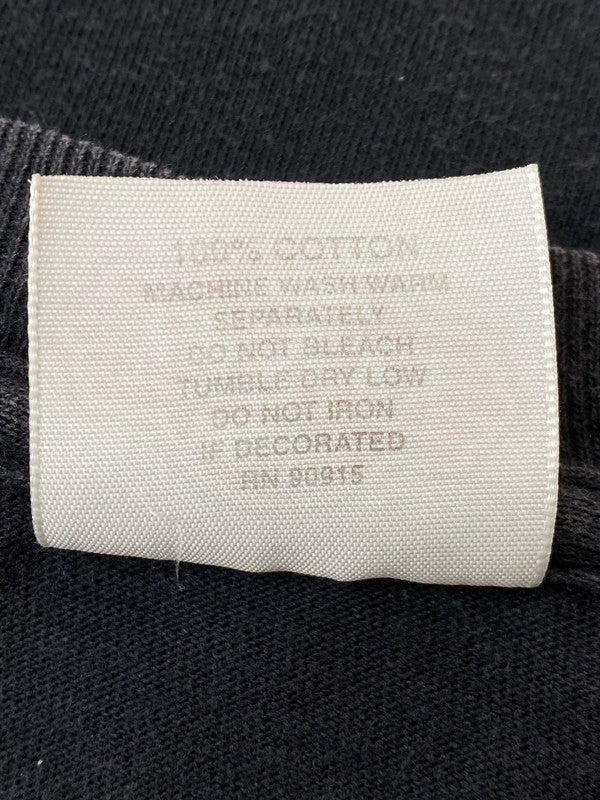 100% COTTON
MACHINE WASH WARM
SEPARATELY
DO NOT BLEACH
TUMBLE DRY LOW
DO NOT IRON
IF DECORATED
RN 90915